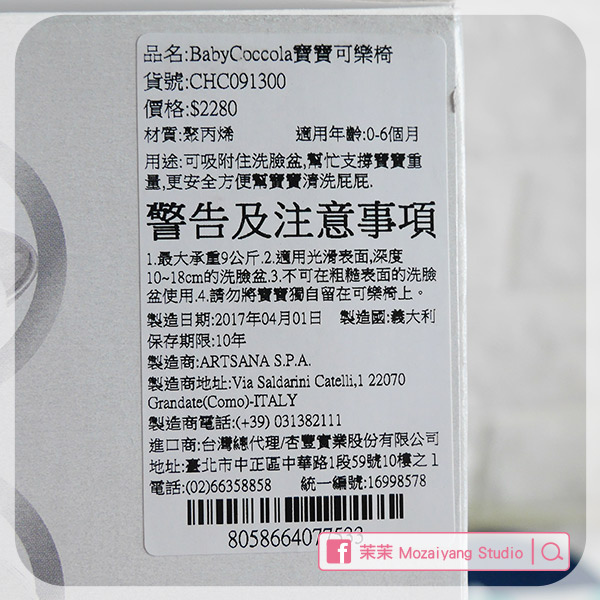 品名:BabyCoccola寶寶可樂椅
貨號:CHC091300
價格:$2280
材質:聚丙烯 適用年齡:0-6個月
用途:可吸附住洗臉盆,幫忙支撐寶寶重
量,更安全方便幫寶寶清洗屁屁.
警告及注意事項
1.最大承重9公斤.2.適用光滑表面,深度
10~18cm的洗臉盆.3.不可在粗糙表面的洗臉
盆使用.4.請勿將寶寶獨自留在可樂椅上。
製造日期:2017年04月01日 製造國:義大利
保存期限:10年
製造商:ARTSANA S.P.A.
製造商地址:Via Saldarini Catelli,1 22070
Grandate(Como)-ITALY
製造商電話:(+39) 031382111
進口商:台灣總代理/杏豐實業股份有限公司
地址:臺北市中正區中華路1段59號10樓之1
電話:(02)66358858 統一編號:16998578
8058664077533
f 茉茉 Mozaiyang Studio